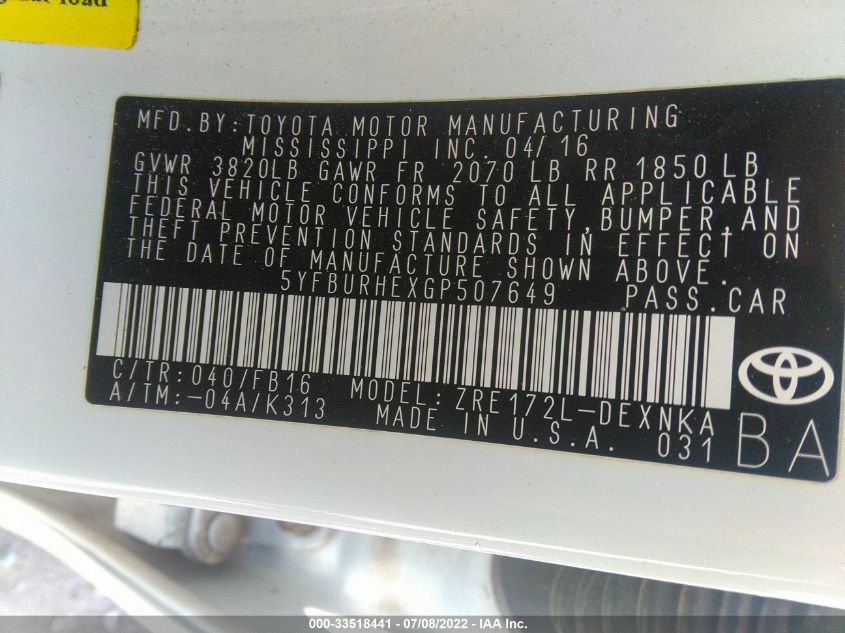 road
MFD.BY:TOYOTA MOTOR MANUFACTURING
MISSISSIPPI INC. 04/16
GVWR 3820LB GAWR FR 2070 LB RR 1850 LB
THIS VEHICLE CONFORMS TO ALL APPLICABLE
FEDERAL MOTOR VEHICLE SAFETY,BUMPER,AND
THEFT PREVENTION STANDARDS IN EFFECT ON
THE DATE OF MANUFACTURE SHOWN ABOVE.
5YFBURHEXGP507649 PASS.CAR
C/TR:040/FB16 MODEL:ZRE172L-DEXNKA
A/TM:-04A/K313 MADE IN U.S.A. 031 BA
000-33518441 - 07/08/2022 - IAA Inc.